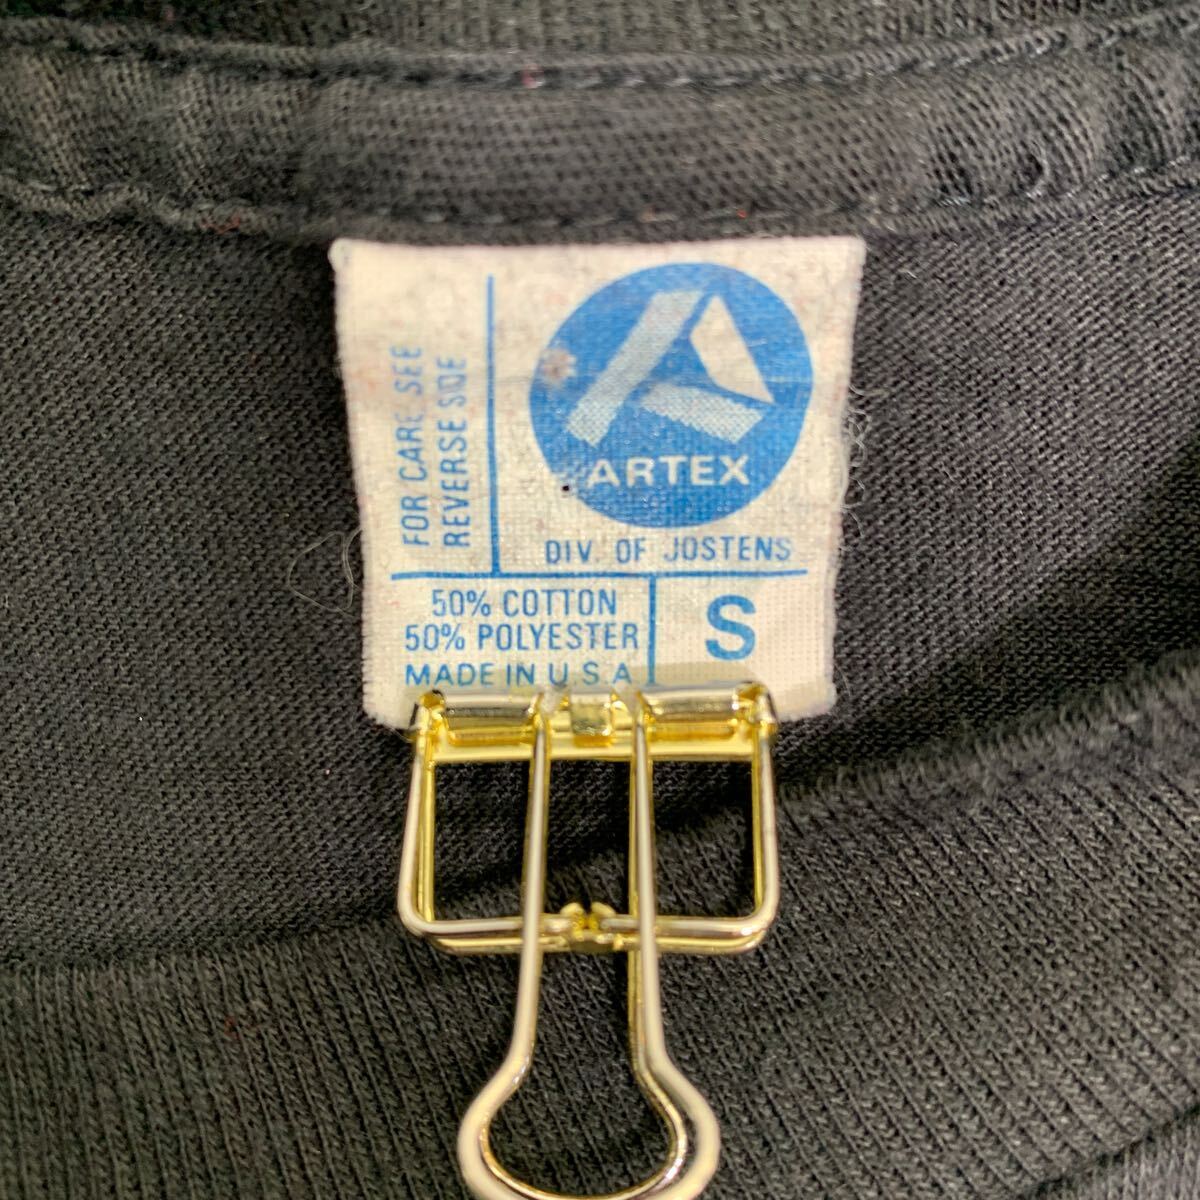 FOR CARE SEE
REVERSE SIDE
ARTEX
DIV. OF JOSTENS
50% COTTON
50% POLYESTER
MADE IN U.S.A
S